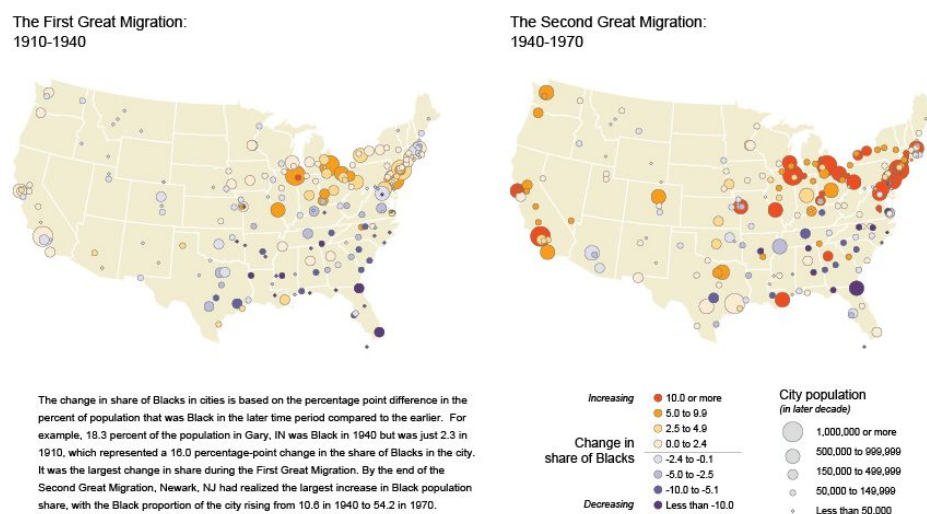 The First Great Migration:
1910-1940
The Second Great Migration:
1940-1970
The change in share of Blacks in cities is based on the percentage point difference in the
percent of population that was Black in the later time period compared to the earlier. For
example, 18.3 percent of the population in Gary, IN was Black in 1940 but was just 2.3 in
1910, which represented a 16.0 percentage-point change in the share of Blacks in the city.
It was the largest change in share during the First Great Migration. By the end of the
Second Great Migration, Newark, NJ had realized the largest increase in Black population
share, with the Black proportion of the city rising from 10.6 in 1940 to 54.2 in 1970.
Change in
share of Blacks
Increasing
10.0 or more
5.0 to 9.9
2.5 to 4.9
0.0 to 2.4
-2.4 to -0.1
-5.0 to -2.5
-10.0 to -5.1
Decreasing
Less than -10.0
City population
(in later decade)
1,000,000 or more
500,000 to 999,999
150,000 to 499,999
50,000 to 149,999
Less than 50,000